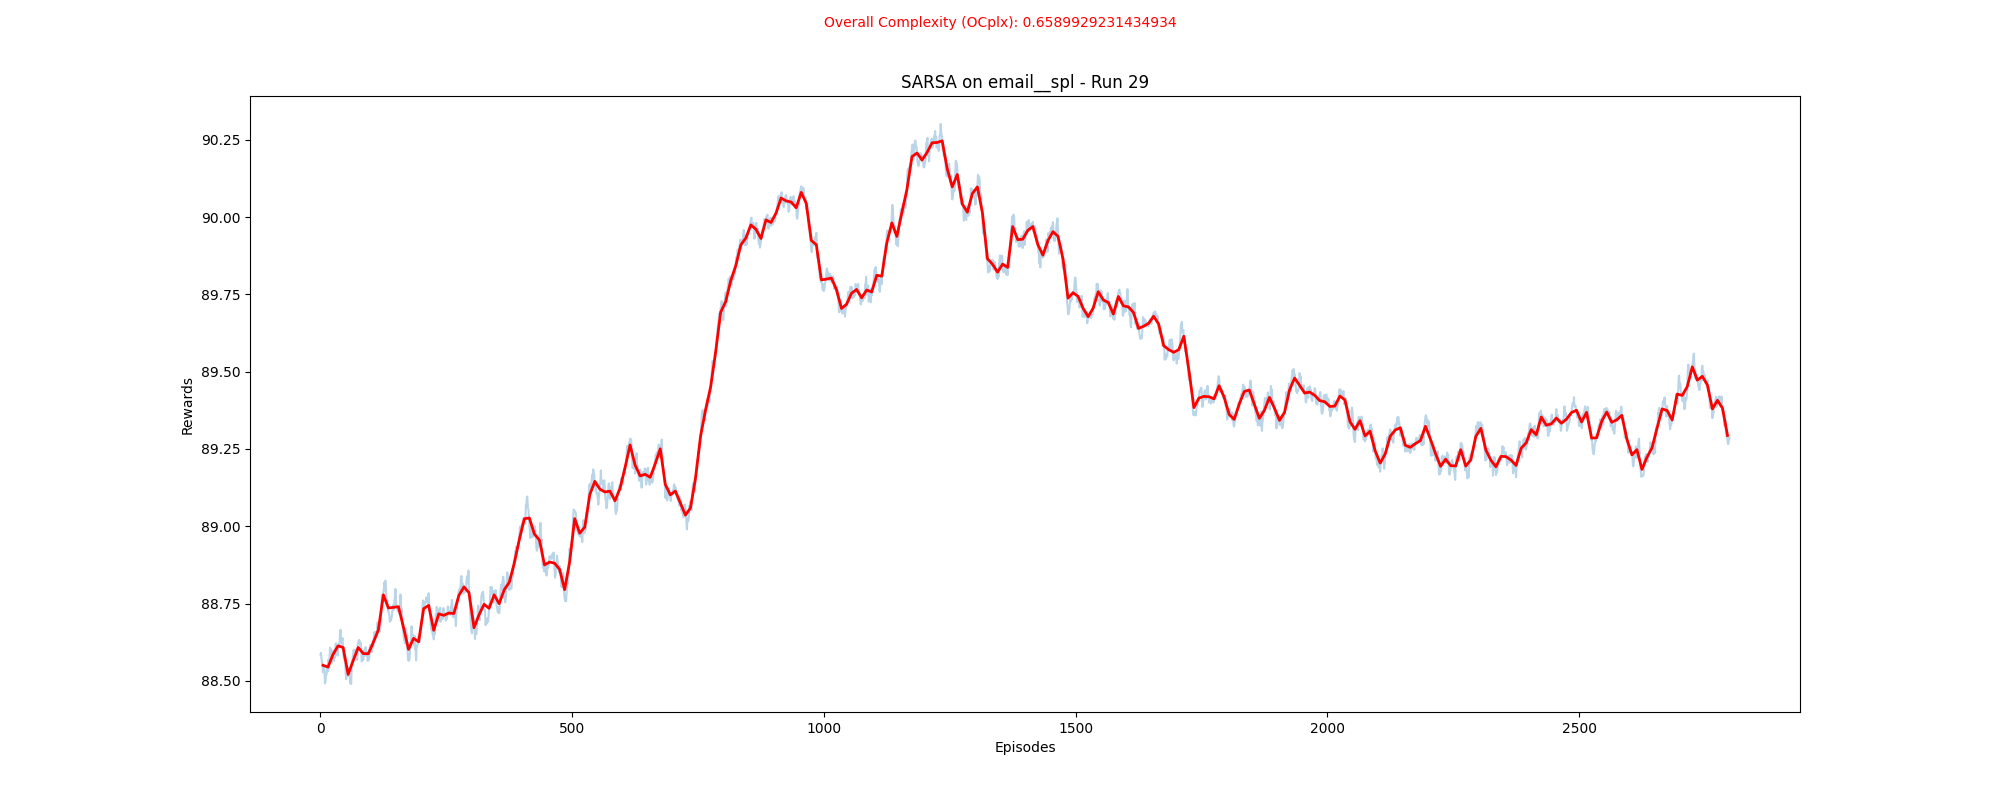 Overall Complexity (OCplx): 0.6589929231434934
SARSA on email__spl - Run 29
90.25
90.00
89.75
89.50
89.25
89.00
88.75
88.50
Rewards
0 500 1000 1500 2000 2500
Episodes